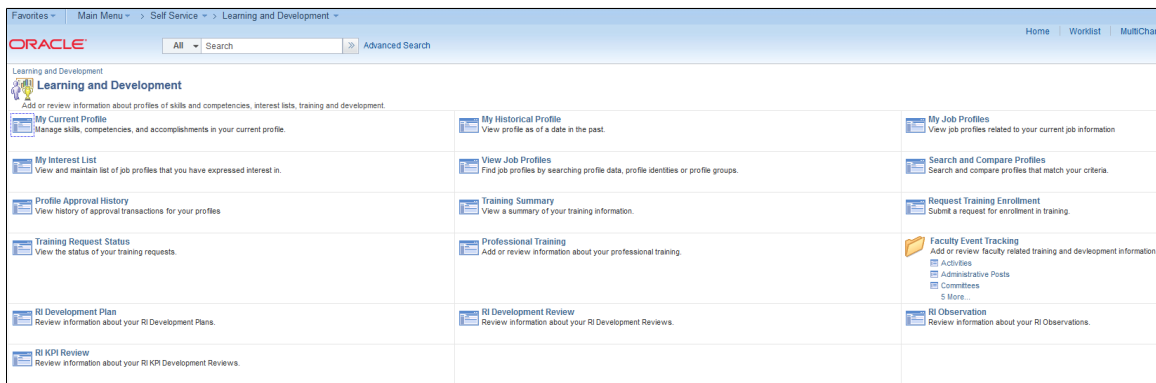 Favorites Main Menu > Self Service > Learning and Development
Home Worklist MultiChan
ORACLE All Search Advanced Search
Learning and Development
Learning and Development
Add or review information about profiles of skills and competencies, interest lists, training and development.
My Current Profile
Manage skills, competencies, and accomplishments in your current profile.
My Historical Profile
View profile as of a date in the past.
My Job Profiles
View job profiles related to your current job information
My Interest List
View and maintain list of job profiles that you have expressed interest in.
View Job Profiles
Find job profiles by searching profile data, profile identities or profile groups.
Search and Compare Profiles
Search and compare profiles that match your criteria.
Profile Approval History
View history of approval transactions for your profiles
Training Summary
View a summary of your training information.
Request Training Enrollment
Submit a request for enrollment in training.
Training Request Status
View the status of your training requests.
Professional Training
Add or review information about your professional training.
Faculty Event Tracking
Add or review faculty related training and devleopment information
Activities
Administrative Posts
Committees
5 More...
RI Development Plan
Review information about your RI Development Plans.
RI Development Review
Review information about your RI Development Reviews.
RI Observation
Review information about your RI Observations.
RI KPI Review
Review information about your RI KPI Development Reviews.